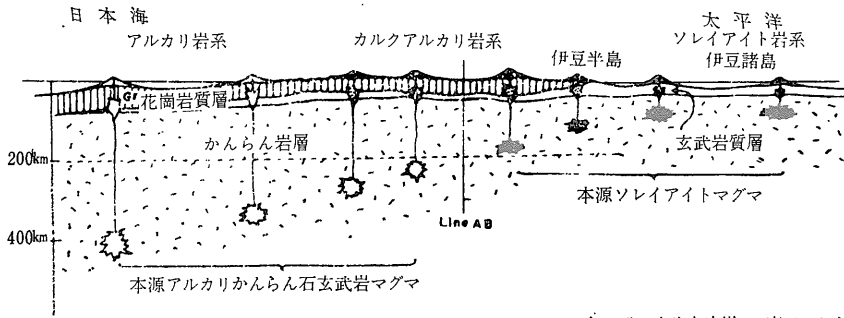 日本海
太平洋
アルカリ岩系
カルクアルカリ岩系
ソレイアイト岩系
伊豆半島
伊豆諸島
Gr 花崗岩質層
かんらん岩層
玄武岩質層
200km
本源ソレイアイトマグマ
Line AB
400km
本源アルカリかんらん石玄武岩マグマ